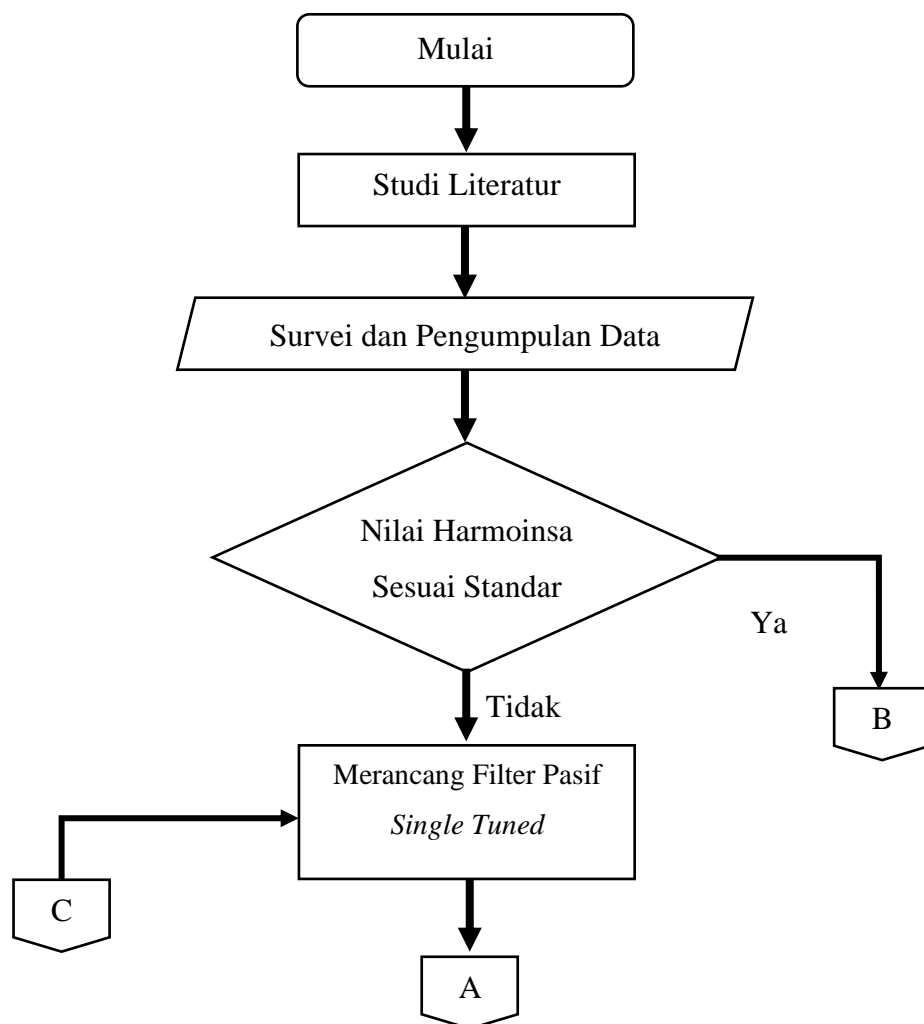 Mulai
Studi Literatur
Survei dan Pengumpulan Data
Nilai Harmoinsa
Sesuai Standar
Ya
Tidak
B
Merancang Filter Pasif
Single Tuned
C
A